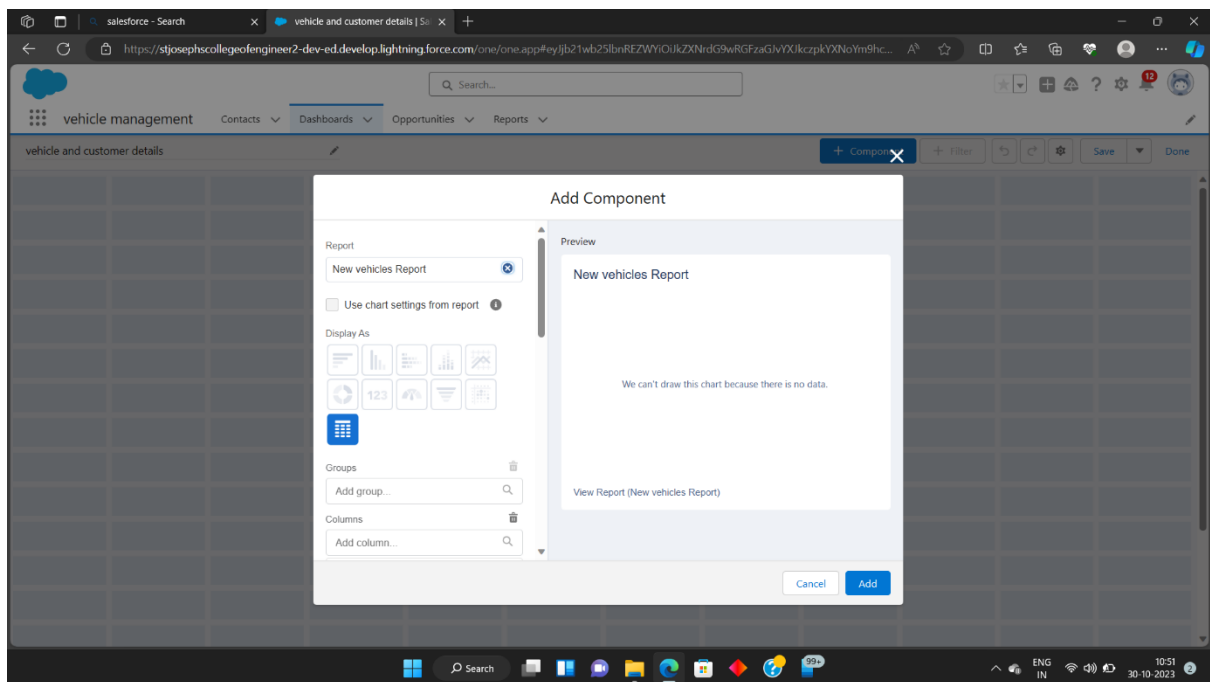 salesforce - Search
vehicle and customer details | Sal
https://stjosephscollegeofengineer2-dev-ed.develop.lightning.force.com/one/one.app#eyJjb21wb25lbnREZWYiOiJkZXNrdG9wRGFzaGJvYXJkczpkYXNoYm9hc...
Search...
12
vehicle management Contacts Dashboards Opportunities Reports
vehicle and customer details
+ Component + Filter Save Done
Add Component
Report
New vehicles Report
Use chart settings from report
Display As
123
Groups
Add group...
Columns
Add column...
Preview
New vehicles Report
We can't draw this chart because there is no data.
View Report (New vehicles Report)
Cancel Add
Search
99+
ENG
IN
10:51
30-10-2023
2